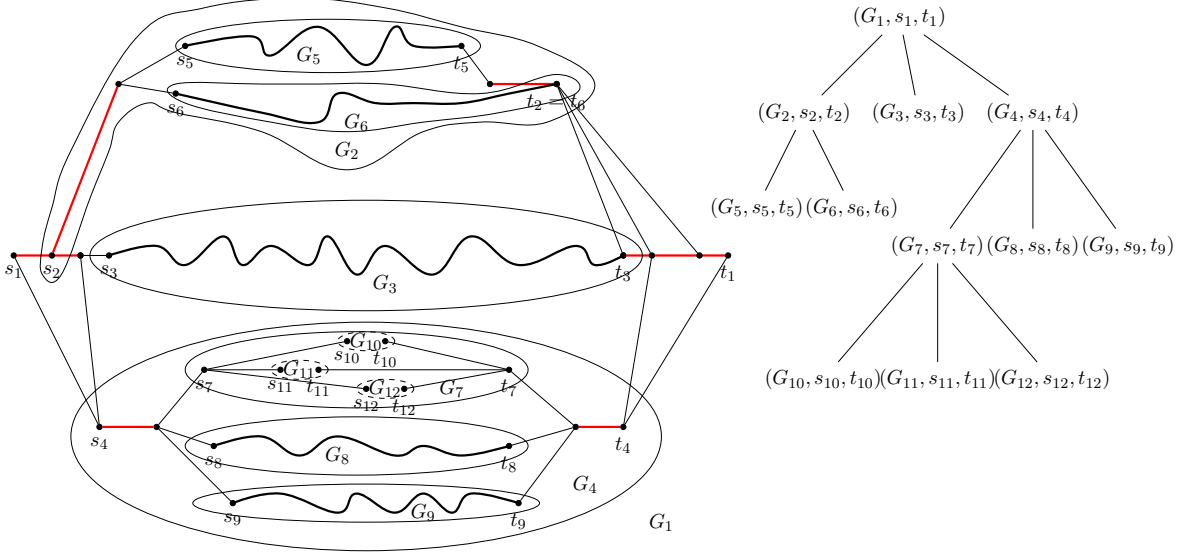 (G₁, s₁, t₁)
G₅
s₅
t₅
s₆
t₂ = t₆
G₆
G₂
(G₂, s₂, t₂)
(G₃, s₃, t₃)
(G₄, s₄, t₄)
(G₅, s₅, t₅)
(G₆, s₆, t₆)
s₁
s₂
s₃
G₃
t₃
t₁
(G₇, s₇, t₇)
(G₈, s₈, t₈)
(G₉, s₉, t₉)
G₁₀
s₁₀
t₁₀
s₇
G₁₁
s₁₁
t₁₁
G₁₂
s₁₂
t₁₂
G₇
t₇
(G₁₀, s₁₀, t₁₀)
(G₁₁, s₁₁, t₁₁)
(G₁₂, s₁₂, t₁₂)
s₄
t₄
s₈
G₈
t₈
G₄
s₉
G₉
t₉
G₁